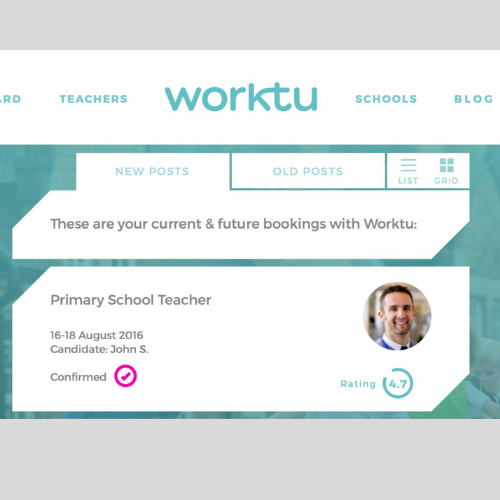 ARD TEACHERS worktu SCHOOLS BLOG
NEW POSTS OLD POSTS LIST GRID
These are your current & future bookings with Worktu:
Primary School Teacher
16-18 August 2016
Candidate: John S.
Confirmed
Rating 4.7